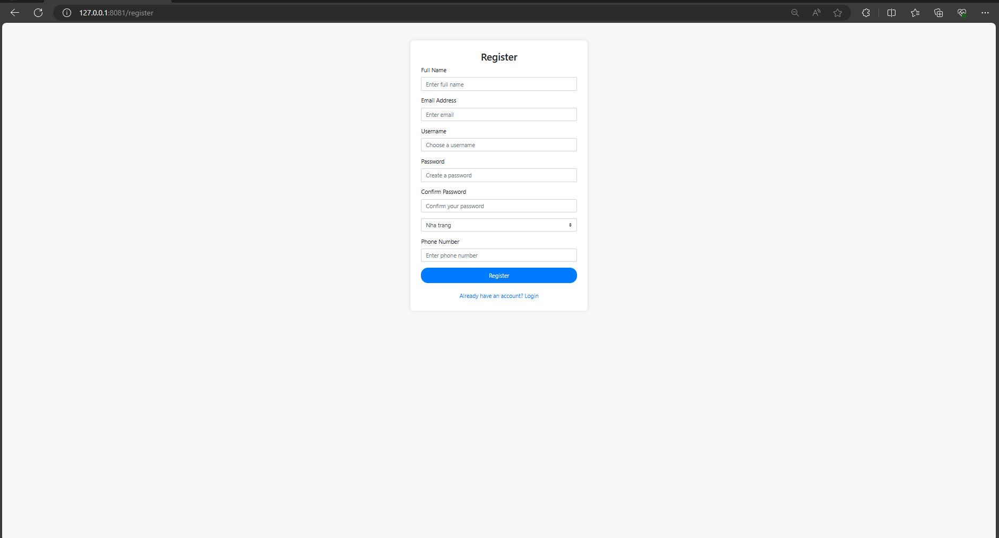 127.0.0.1:8081/register
Register
Full Name
Enter full name
Email Address
Enter email
Username
Choose a username
Password
Create a password
Confirm Password
Confirm your password
Nha trang
Phone Number
Enter phone number
Register
Already have an account? Login